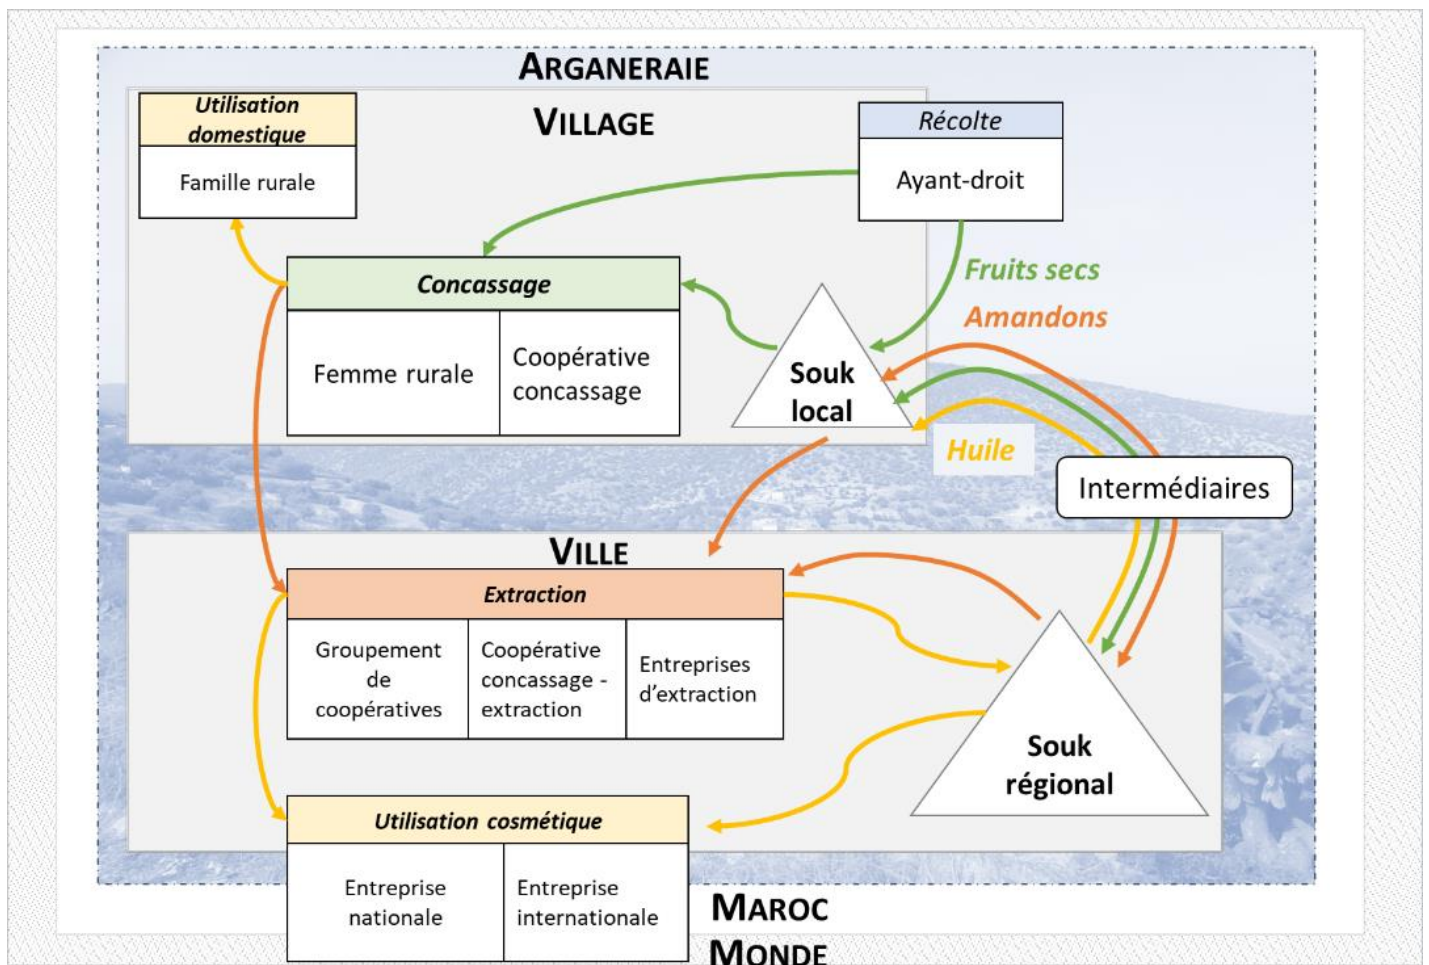 ARGANERAIE
VILLAGE
Utilisation
domestique
Famille rurale
Récolte
Ayant-droit
Fruits secs
Amandons
Huile
Concassage
Femme rurale
Coopérative
concassage
Souk
local
Intermédiaires
VILLE
Extraction
Groupement
de
coopératives
Coopérative
concassage -
extraction
Entreprises
d'extraction
Souk
régional
Utilisation cosmétique
Entreprise
nationale
Entreprise
internationale
MAROC
MONDE